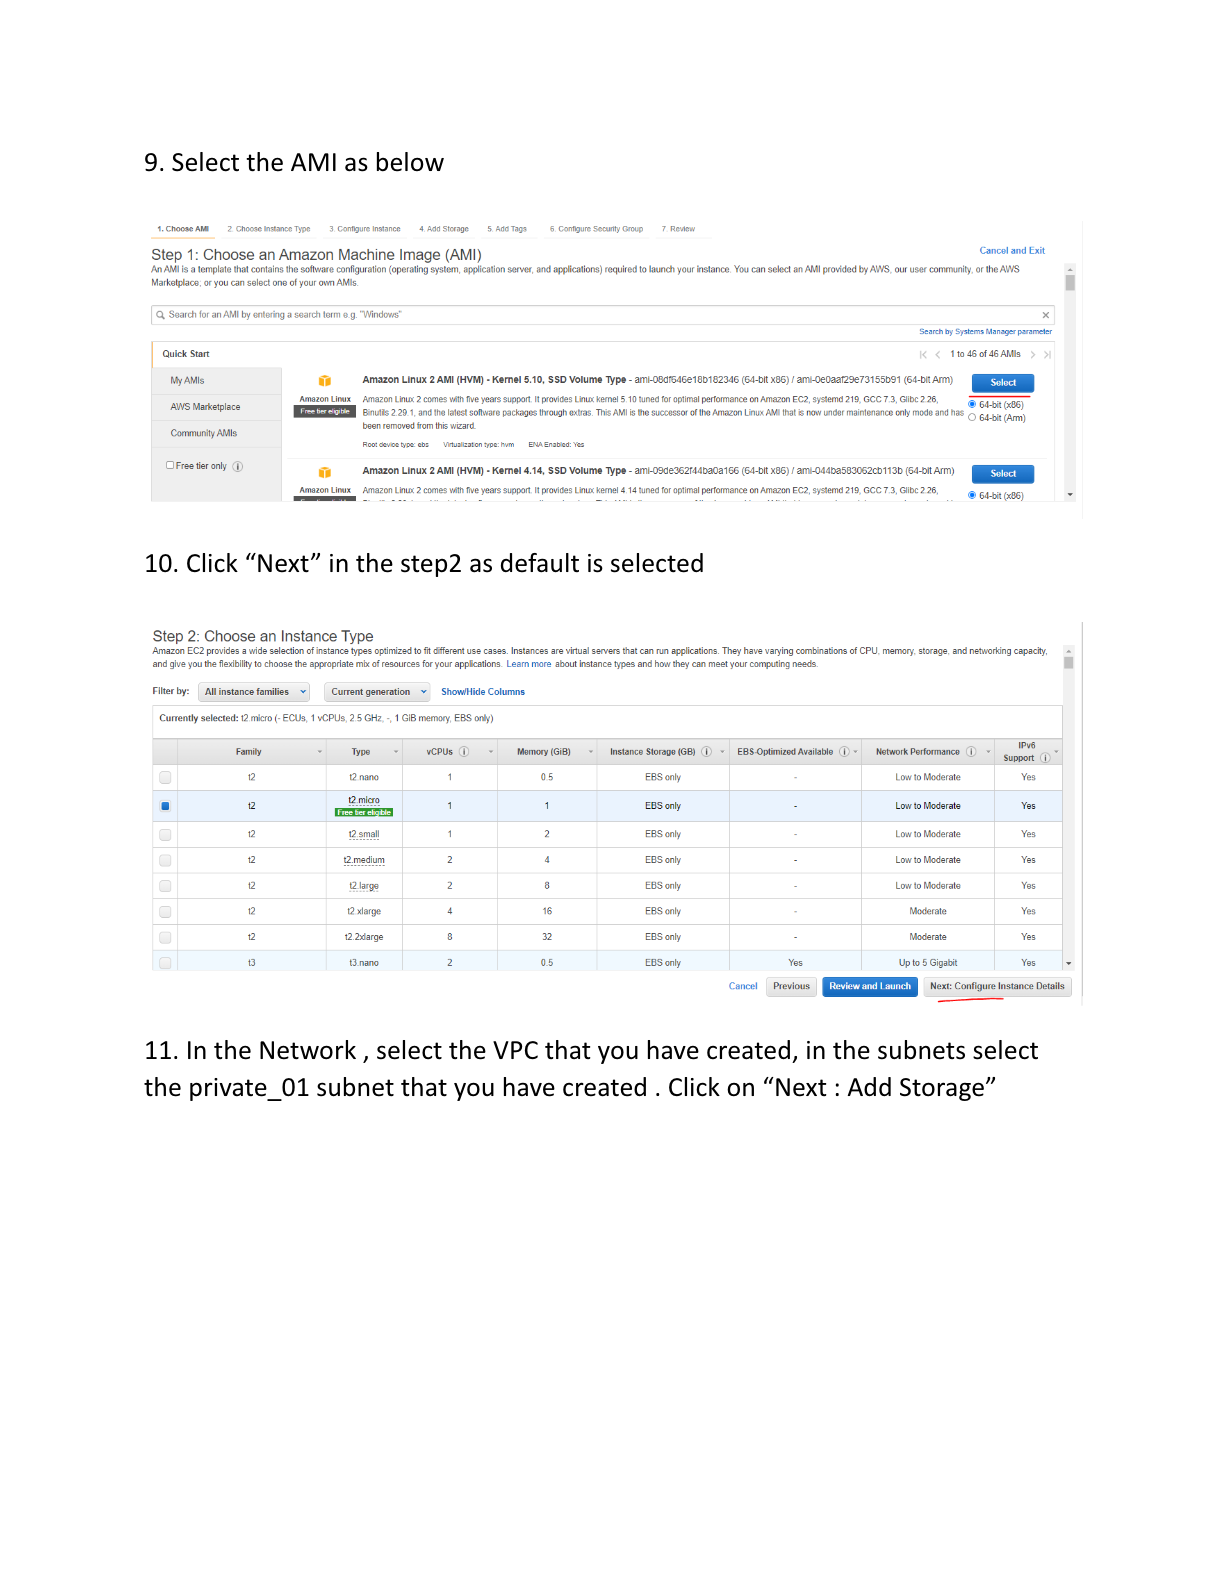 9. Select the AMI as below
1. Choose AMI 2. Choose Instance Type 3. Configure Instance 4. Add Storage 5. Add Tags 6. Configure Security Group 7. Review
Step 1: Choose an Amazon Machine Image (AMI)
Cancel and Exit
An AMI is a template that contains the software configuration (operating system, application server, and applications) required to launch your instance. You can select an AMI provided by AWS, our user community, or the AWS
Marketplace; or you can select one of your own AMIs.
Search for an AMI by entering a search term e.g. "Windows"
Search by Systems Manager parameter
Quick Start
1 to 46 of 46 AMIs
My AMIs
AWS Marketplace
Community AMIs
Free tier only
Amazon Linux
Free tier eligible
Amazon Linux 2 AMI (HVM) - Kernel 5.10, SSD Volume Type - ami-08df646e18b182346 (64-bit x86) / ami-0e0aaf29e73155b91 (64-bit Arm)
Amazon Linux 2 comes with five years support. It provides Linux kernel 5.10 tuned for optimal performance on Amazon EC2, systemd 219, GCC 7.3, Glibc 2.26,
Binutils 2.29.1, and the latest software packages through extras. This AMI is the successor of the Amazon Linux AMI that is now under maintenance only mode and has
been removed from this wizard.
Root device type: ebs Virtualization type: hvm ENA Enabled: Yes
Select
64-bit (x86)
64-bit (Arm)
Amazon Linux
Amazon Linux 2 AMI (HVM) - Kernel 4.14, SSD Volume Type - ami-09de362f44ba0a166 (64-bit x86) / ami-044ba583062cb113b (64-bit Arm)
Amazon Linux 2 comes with five years support. It provides Linux kernel 4.14 tuned for optimal performance on Amazon EC2, systemd 219, GCC 7.3, Glibc 2.26,
Select
64-bit (x86)
10. Click “Next” in the step2 as default is selected
Step 2: Choose an Instance Type
Amazon EC2 provides a wide selection of instance types optimized to fit different use cases. Instances are virtual servers that can run applications. They have varying combinations of CPU, memory, storage, and networking capacity,
and give you the flexibility to choose the appropriate mix of resources for your applications. Learn more about instance types and how they can meet your computing needs.
Filter by: All instance families Current generation Show/Hide Columns
Currently selected: t2.micro (- ECUs, 1 vCPUs, 2.5 GHz, -, 1 GiB memory, EBS only)
Family Type vCPUs Memory (GiB) Instance Storage (GB) EBS-Optimized Available Network Performance IPv6 Support
t2 t2.nano 1 0.5 EBS only - Low to Moderate Yes
t2 t2.micro Free tier eligible 1 1 EBS only - Low to Moderate Yes
t2 t2.small 1 2 EBS only - Low to Moderate Yes
t2 t2.medium 2 4 EBS only - Low to Moderate Yes
t2 t2.large 2 8 EBS only - Low to Moderate Yes
t2 t2.xlarge 4 16 EBS only - Moderate Yes
t2 t2.2xlarge 8 32 EBS only - Moderate Yes
t3 t3.nano 2 0.5 EBS only Yes Up to 5 Gigabit Yes
Cancel Previous Review and Launch Next: Configure Instance Details
11. In the Network , select the VPC that you have created, in the subnets select
the private_01 subnet that you have created . Click on “Next : Add Storage”